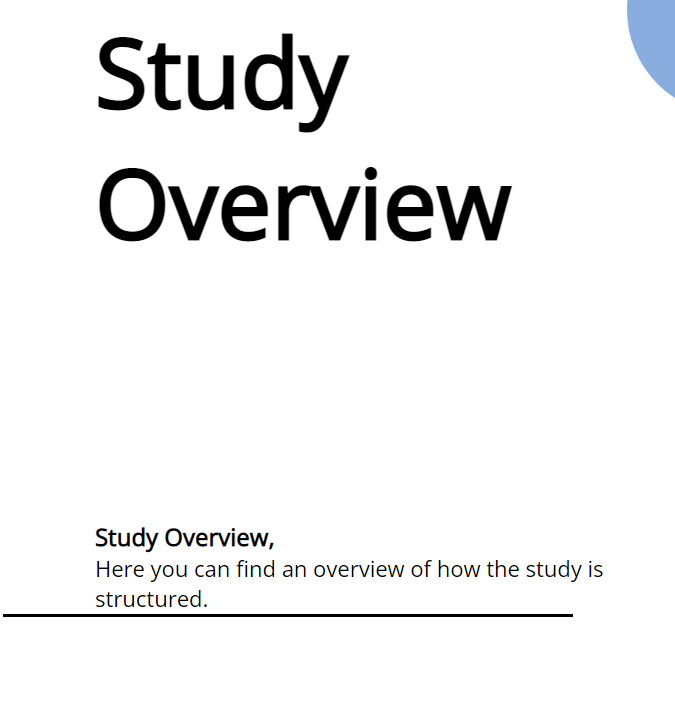 Study
Overview
Study Overview,
Here you can find an overview of how the study is
structured.